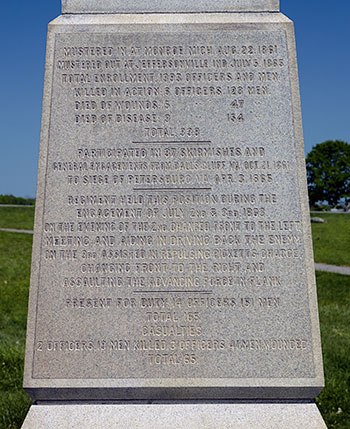 MUSTERED IN AT MONROE MICH AUG. 28. 1861
MUSTERED OUT AT JEFFERSONVILLE IND. JULY 5. 1865
TOTAL ENROLLMENT, OFFICERS AND MEN
KILLED IN ACTION, 8 OFFICERS 128 MEN.
DIED OF WOUNDS, 5 47
DIED OF DISEASE, 134
TOTAL
PARTICIPATED IN 37 SKIRMISHES AND
GENERAL ENGAGEMENTS FROM BALLS BLUFF, VA. OCT. 21, 1861
TO SIEGE OF PETERSBURG VA. APR. 3. 1865
REGIMENT HELD THIS POSITION DURING THE
ENGAGEMENT OF JULY 2ND & 3RD 1863
ON THE EVENING OF THE 2ND CHANGED FRONT TO THE LEFT
MEETING AND AIDING IN DRIVING BACK THE ENEMY
ON THE 3RD ASSISTED IN REPULSING PICKETT'S CHARGE
CHANGING FRONT TO THE RIGHT AND
ASSAULTING THE ADVANCING FORCE IN FLANK
PRESENT FOR DUTY 14 OFFICERS 151 MEN
TOTAL 165
CASUALTIES
2 OFFICERS 19 MEN KILLED 3 OFFICERS 41 MEN WOUNDED
TOTAL 65